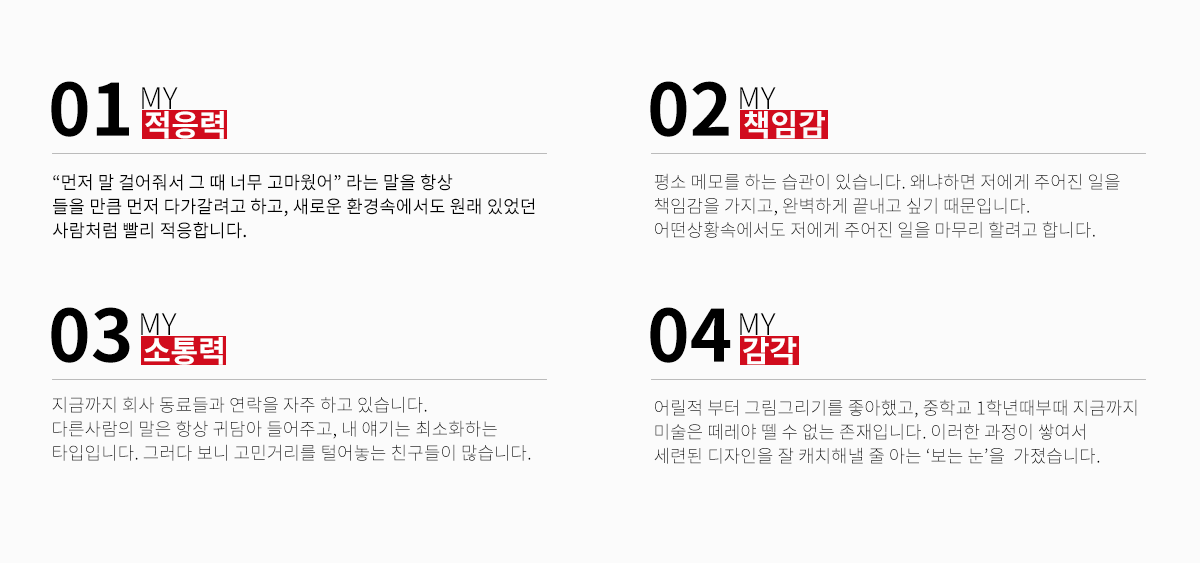 01 MY
적응력
“먼저 말 걸어줘서 그 때 너무 고마웠어” 라는 말을 항상
들을 만큼 먼저 다가갈려고 하고, 새로운 환경속에서도 원래 있었던
사람처럼 빨리 적응합니다.
02 MY
책임감
평소 메모를 하는 습관이 있습니다. 왜냐하면 저에게 주어진 일을
책임감을 가지고, 완벽하게 끝내고 싶기 때문입니다.
어떤상황속에서도 저에게 주어진 일을 마무리 할려고 합니다.
03 MY
소통력
지금까지 회사 동료들과 연락을 자주 하고 있습니다.
다른사람의 말은 항상 귀담아 들어주고, 내 얘기는 최소화하는
타입입니다. 그러다 보니 고민거리를 털어놓는 친구들이 많습니다.
04 MY
감각
어릴적 부터 그림그리기를 좋아했고, 중학교 1학년때부때 지금까지
미술은 떼레야 뗄 수 없는 존재입니다. 이러한 과정이 쌓여서
세련된 디자인을 잘 캐치해낼 줄 아는 ‘보는 눈’을  가졌습니다.